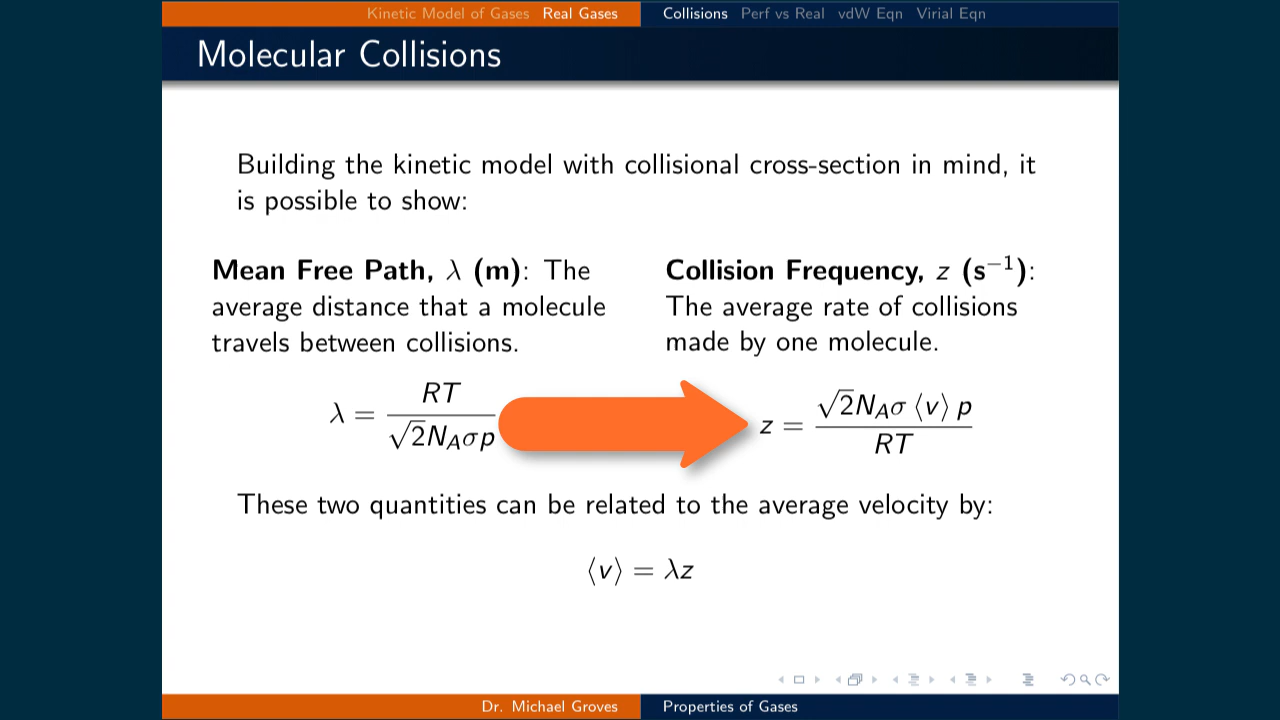 Kinetic Model of Gases Real Gases Collisions Perf vs Real vdW Eqn Virial Eqn
Molecular Collisions
Building the kinetic model with collisional cross-section in mind, it
is possible to show:
Mean Free Path, λ (m): The
average distance that a molecule
travels between collisions.
λ = RT / √2N_Aσp
Collision Frequency, z (s⁻¹):
The average rate of collisions
made by one molecule.
z = √2N_Aσ ⟨v⟩ p / RT
These two quantities can be related to the average velocity by:
⟨v⟩ = λz
Dr. Michael Groves Properties of Gases